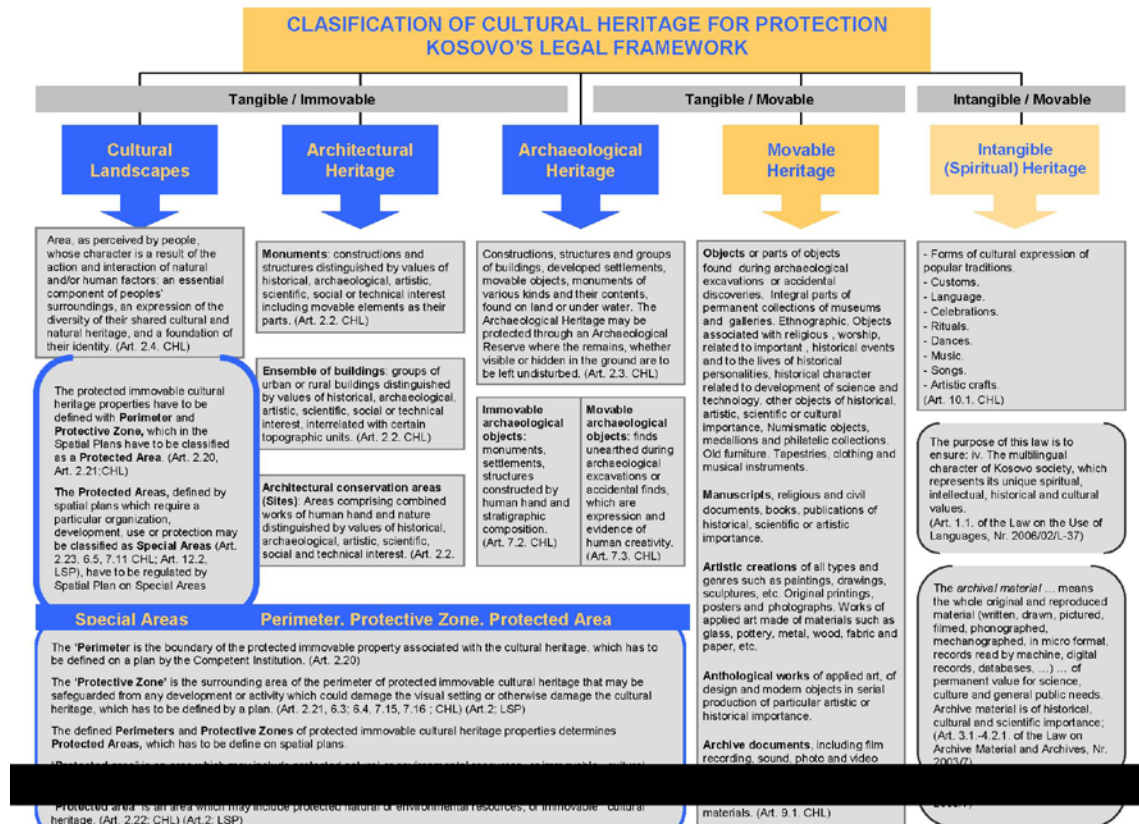 CLASIFICATION OF CULTURAL HERITAGE FOR PROTECTION
KOSOVO'S LEGAL FRAMEWORK
Tangible / Immovable
Tangible / Movable
Intangible / Movable
Cultural
Landscapes
Architectural
Heritage
Archaeological
Heritage
Movable
Heritage
Intangible
(Spiritual) Heritage
Area, as perceived by people,
whose character is a result of the
action and interaction of natural
and/or human factors: an essential
component of peoples'
surroundings, an expression of the
diversity of their shared cultural and
natural heritage, and a foundation of
their identity. (Art. 2.4. CHL)
The protected immovable cultural
heritage properties have to be
defined with Perimeter and
Protective Zone, which in the
Spatial Plans have to be classified
as a Protected Area. (Art. 2.20,
Art. 2.21;CHL)
The Protected Areas, defined by
spatial plans which require a
particular organization,
development, use or protection may
be classified as Special Areas (Art.
2.23, 6.5, 7.11 CHL; Art. 12.2,
LSP), have to be regulated by
Spatial Plan on Special Areas
Monuments: constructions and
structures distinguished by values of
historical, archaeological, artistic,
scientific, social or technical interest
including movable elements as their
parts. (Art. 2.2. CHL)
Ensemble of buildings: groups of
urban or rural buildings distinguished
by values of historical, archaeological,
artistic, scientific, social or technical
interest, interrelated with certain
topographic units. (Art. 2.2. CHL)
Architectural conservation areas
(Sites): Areas comprising combined
works of human hand and nature
distinguished by values of historical,
archaeological, artistic, scientific,
social and technical interest. (Art. 2.2.
Constructions, structures and groups
of buildings, developed settlements,
movable objects, monuments of
various kinds and their contents,
found on land or under water. The
Archaeological Heritage may be
protected through an Archaeological
Reserve where the remains, whether
visible or hidden in the ground are to
be left undisturbed. (Art. 2.3. CHL)
Immovable
archaeological
objects:
monuments,
settlements,
structures
constructed by
human hand and
stratigraphic
composition.
(Art. 7.2. CHL)
Movable
archaeological
objects: finds
unearthed during
archaeological
excavations or
accidental finds,
which are
expression and
evidence of
human creativity.
(Art. 7.3. CHL)
Objects or parts of objects
found during archaeological
excavations or accidental
discoveries. Integral parts of
permanent collections of museums
and galleries. Ethnographic, Objects
associated with religious , worship,
related to important , historical events
and to the lives of historical
personalities, historical character
related to development of science and
technology, other objects of historical,
artistic, scientific or cultural
importance, Numismatic objects,
medallions and philatelic collections.
Old furniture. Tapestries, clothing and
musical instruments.
Manuscripts, religious and civil
documents, books, publications of
historical, scientific or artistic
importance.
Artistic creations of all types and
genres such as paintings, drawings,
sculptures, etc. Original printings,
posters and photographs. Works of
applied art made of materials such as
glass, pottery, metal, wood, fabric and
paper, etc.
Anthological works of applied art, of
design and modern objects in serial
production of particular artistic or
historical importance.
Archive documents, including film
recording, sound, photo and video
materials. (Art. 9.1. CHL)
- Forms of cultural expression of
popular traditions.
- Customs.
- Language.
- Celebrations.
- Rituals.
- Dances.
- Music.
- Songs.
- Artistic crafts.
(Art. 10.1. CHL)
The purpose of this law is to
ensure: iv. The multilingual
character of Kosovo society, which
represents its unique spiritual,
intellectual, historical and cultural
values.
(Art. 1.1. of the Law on the Use of
Languages, Nr. 2006/02/L-37)
The archival material ... means
the whole original and reproduced
material (written, drawn, pictured,
filmed, phonographed,
mechanographed, in micro format,
records read by machine, digital
records, databases, ...) ... of
permanent value for science,
culture and general public needs.
Archive material is of historical,
cultural and scientific importance;
(Art. 3.1.-4.2.1. of the Law on
Archive Material and Archives, Nr.
2003/7)
Special Areas Perimeter. Protective Zone. Protected Area
The 'Perimeter is the boundary of the protected immovable property associated with the cultural heritage, which has to
be defined on a plan by the Competent Institution. (Art. 2.20)
The 'Protective Zone' is the surrounding area of the perimeter of protected immovable cultural heritage that may be
safeguarded from any development or activity which could damage the visual setting or otherwise damage the cultural
heritage, which has to be defined by a plan. (Art. 2.21, 6.3; 6.4, 7.15, 7.16 ; CHL) (Art.2; LSP)
The defined Perimeters and Protective Zones of protected immovable cultural heritage properties determines
Protected Areas, which has to be define on spatial plans.
"Protected area" is an area which may include protected natural or environmental resources, or immovable cultural
heritage. (Art. 2.22; CHL) (Art.2; LSP)